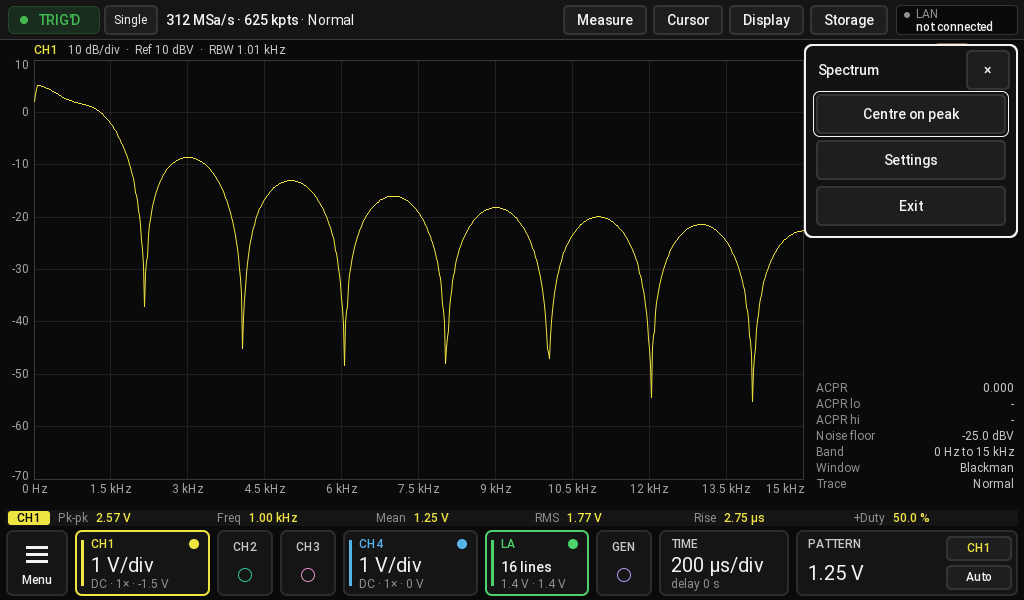 TRIG'D
Single
312 MSa/s · 625 kpts · Normal
Measure
Cursor
Display
Storage
LAN
not connected
CH1 10 dB/div · Ref 10 dBV · RBW 1.01 kHz
Spectrum
×
Centre on peak
Settings
Exit
10
0
-10
-20
-30
-40
-50
-60
-70
0 Hz
1.5 kHz
3 kHz
4.5 kHz
6 kHz
7.5 kHz
9 kHz
10.5 kHz
12 kHz
13.5 kHz
15 kHz
ACPR 0.000
ACPR lo -
ACPR hi -
Noise floor -25.0 dBV
Band 0 Hz to 15 kHz
Window Blackman
Trace Normal
CH1 Pk-pk 2.57 V Freq 1.00 kHz Mean 1.25 V RMS 1.77 V Rise 2.75 µs +Duty 50.0 %
Menu
CH1
1 V/div
DC · 1× · -1.5 V
CH2
CH3
CH4
1 V/div
DC · 1× · 0 V
LA
16 lines
1.4 V · 1.4 V
GEN
TIME
200 µs/div
delay 0 s
PATTERN
1.25 V
CH1
Auto